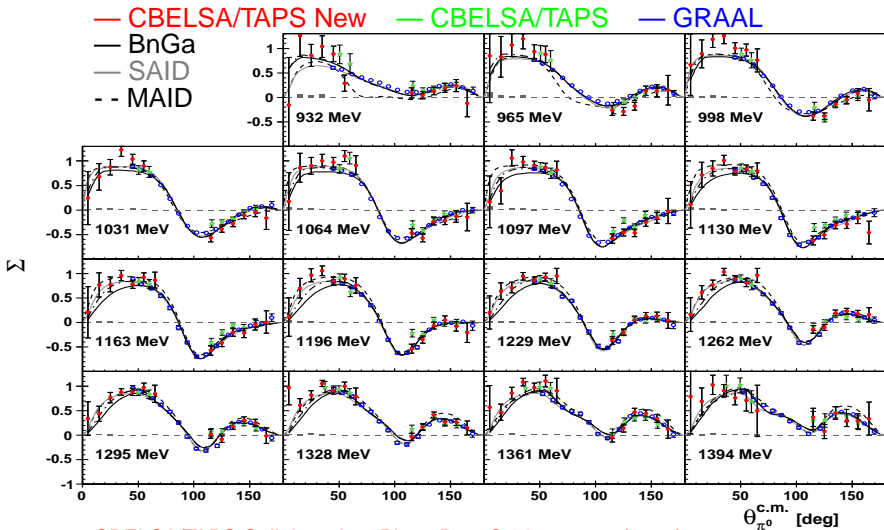 CBELSA/TAPS New CBELSA/TAPS GRAAL
BnGa
SAID
MAID
1
0.5
0
-0.5
932 MeV 965 MeV 998 MeV
1
0.5
0
-0.5
1031 MeV 1064 MeV 1097 MeV 1130 MeV
Σ
1
0.5
0
-0.5
1163 MeV 1196 MeV 1229 MeV 1262 MeV
1
0.5
0
-0.5
-1
1295 MeV 1328 MeV 1361 MeV 1394 MeV
0 50 100 150 50 100 150 50 100 150 50 100 150
θπ⁰ c.m. [deg]